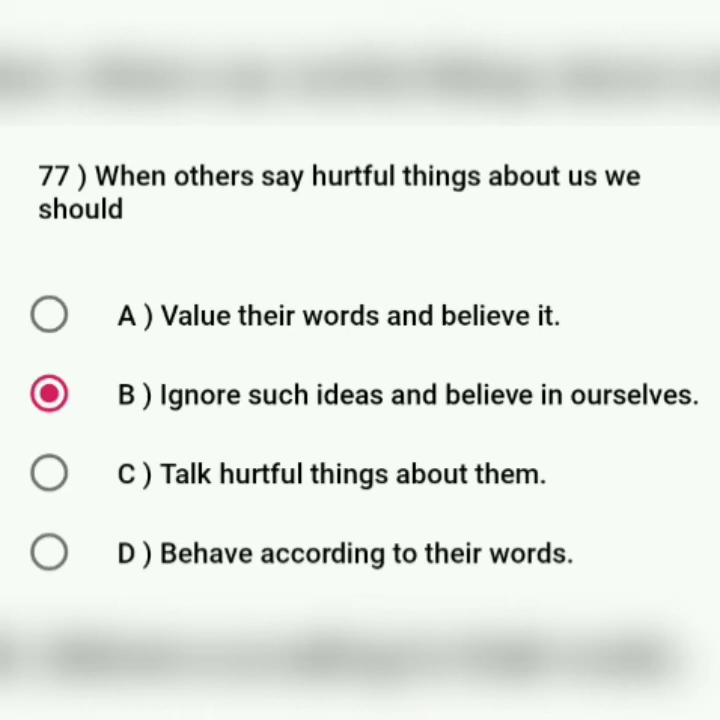 77 ) When others say hurtful things about us we
should
A ) Value their words and believe it.
B ) Ignore such ideas and believe in ourselves.
C ) Talk hurtful things about them.
D ) Behave according to their words.